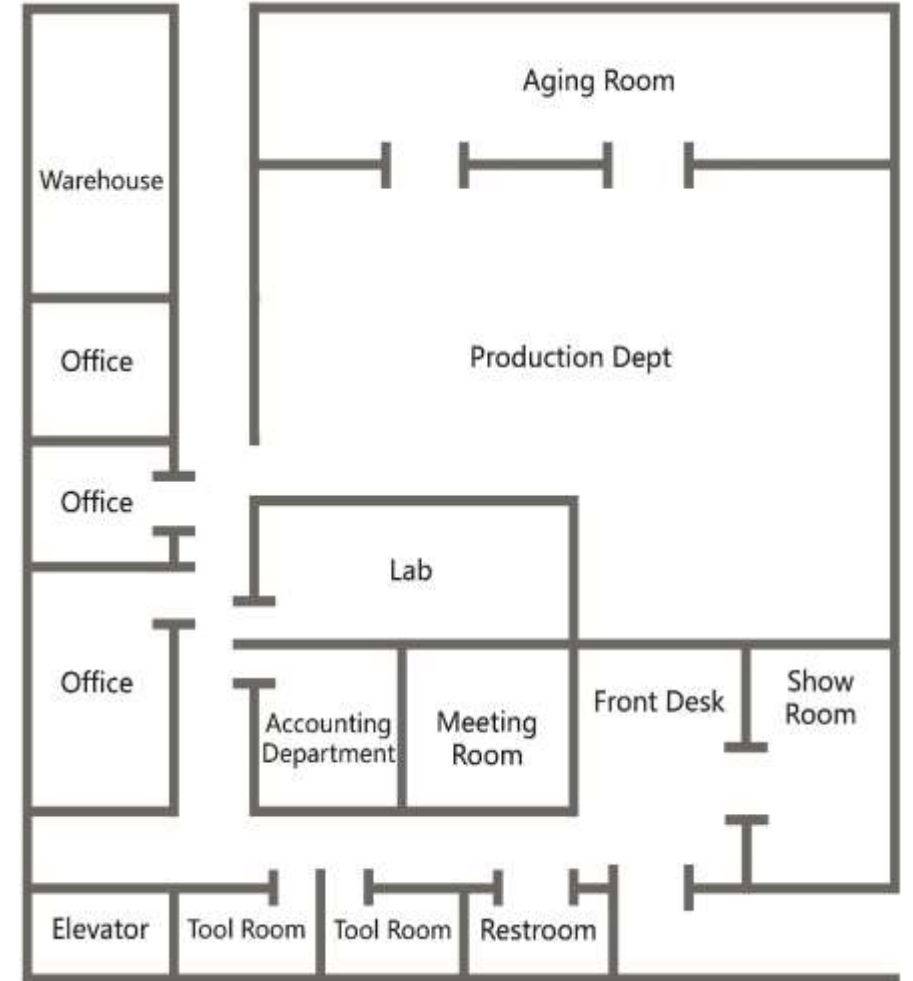 Aging Room
Warehouse
Office
Production Dept
Office
Lab
Office
Accounting
Department
Meeting
Room
Front Desk
Show
Room
Elevator
Tool Room
Tool Room
Restroom